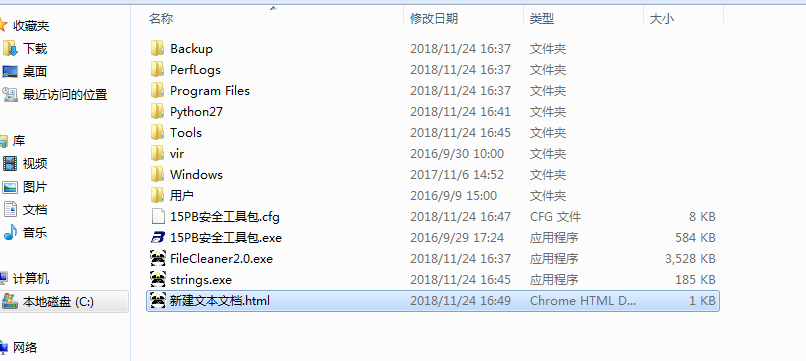 名称 修改日期 类型 大小
收藏夹
下载
桌面
最近访问的位置
库
视频
图片
文档
音乐
计算机
本地磁盘 (C:)
网络
Backup 2018/11/24 16:37 文件夹
PerfLogs 2018/11/24 16:37 文件夹
Program Files 2018/11/24 16:37 文件夹
Python27 2018/11/24 16:41 文件夹
Tools 2018/11/24 16:45 文件夹
vir 2016/9/30 10:00 文件夹
Windows 2017/11/6 14:52 文件夹
用户 2016/9/9 15:00 文件夹
15PB安全工具包.cfg 2018/11/24 16:47 CFG 文件 8 KB
15PB安全工具包.exe 2016/9/29 17:24 应用程序 584 KB
FileCleaner2.0.exe 2018/11/24 16:37 应用程序 3,528 KB
strings.exe 2018/11/24 16:45 应用程序 185 KB
新建文本文档.html 2018/11/24 16:49 Chrome HTML D... 1 KB